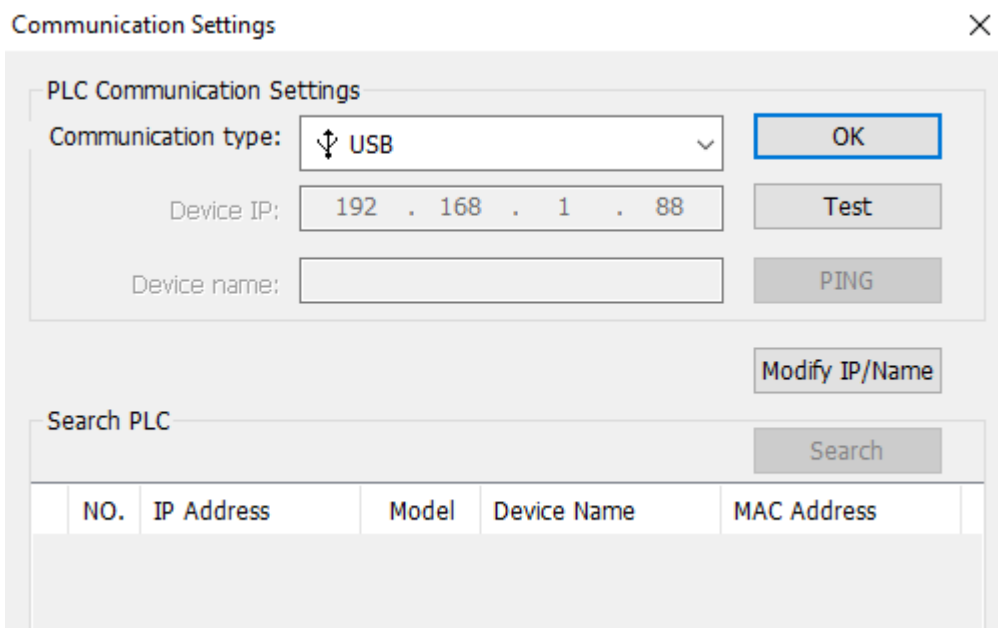 Communication Settings
PLC Communication Settings
Communication type: USB OK
Device IP: 192 . 168 . 1 . 88 Test
Device name: PING
Modify IP/Name
Search PLC
Search
NO. IP Address Model Device Name MAC Address